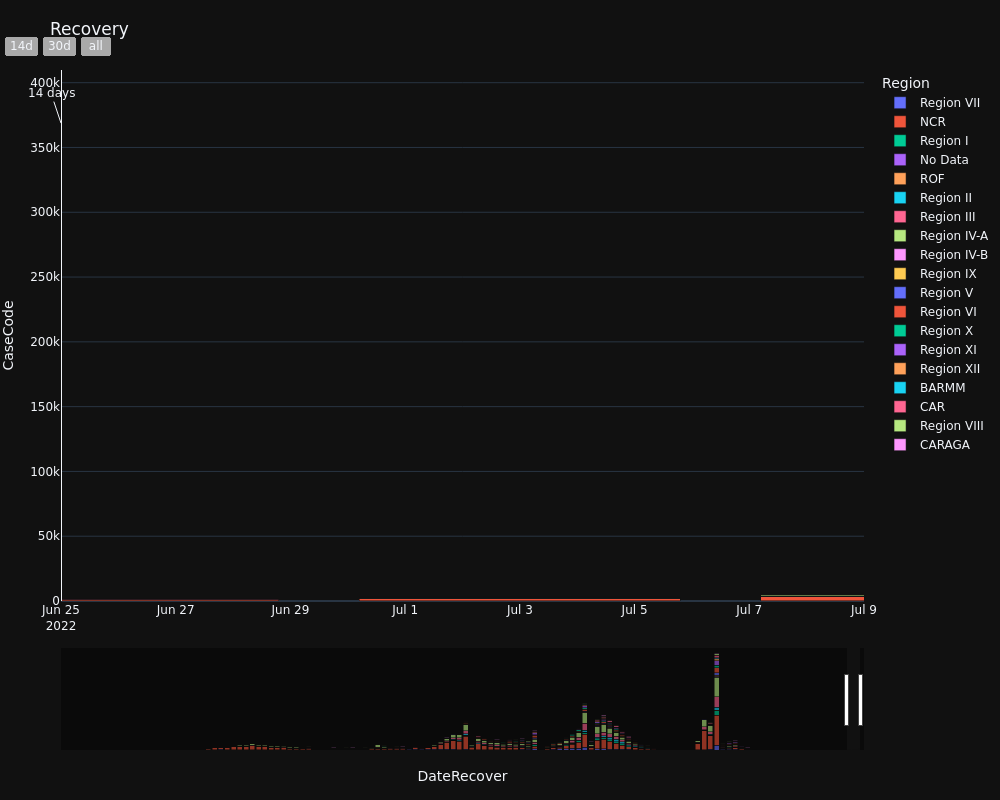 Recovery
14d 30d all
400k
14 days
350k
300k
250k
200k
150k
100k
50k
0
Jun 25 Jun 27 Jun 29 Jul 1 Jul 3 Jul 5 Jul 7 Jul 9
2022
CaseCode
DateRecover
Region
Region VII
NCR
Region I
No Data
ROF
Region II
Region III
Region IV-A
Region IV-B
Region IX
Region V
Region VI
Region X
Region XI
Region XII
BARMM
CAR
Region VIII
CARAGA